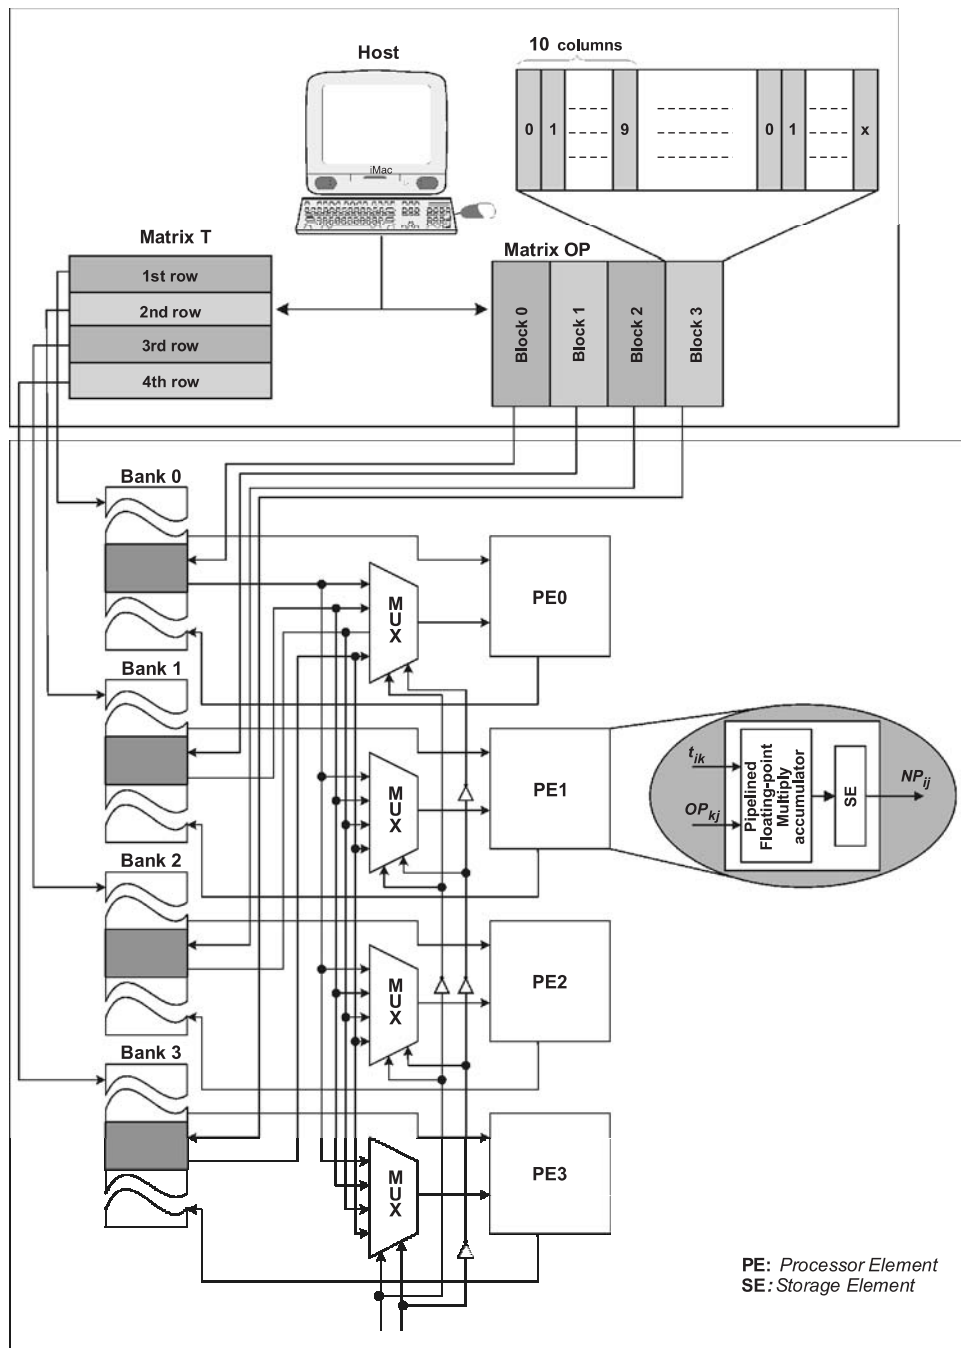 Host
10 columns
0 1 9 0 1 x
iMac
Matrix T
Matrix OP
1st row
2nd row
3rd row
4th row
Block 0
Block 1
Block 2
Block 3
Bank 0
MUX
PE0
Bank 1
MUX
PE1
t_ik
OP_kj
Pipelined
Floating-point
Multiply
accumulator
SE
NP_ij
Bank 2
MUX
PE2
Bank 3
MUX
PE3
PE: Processor Element
SE: Storage Element